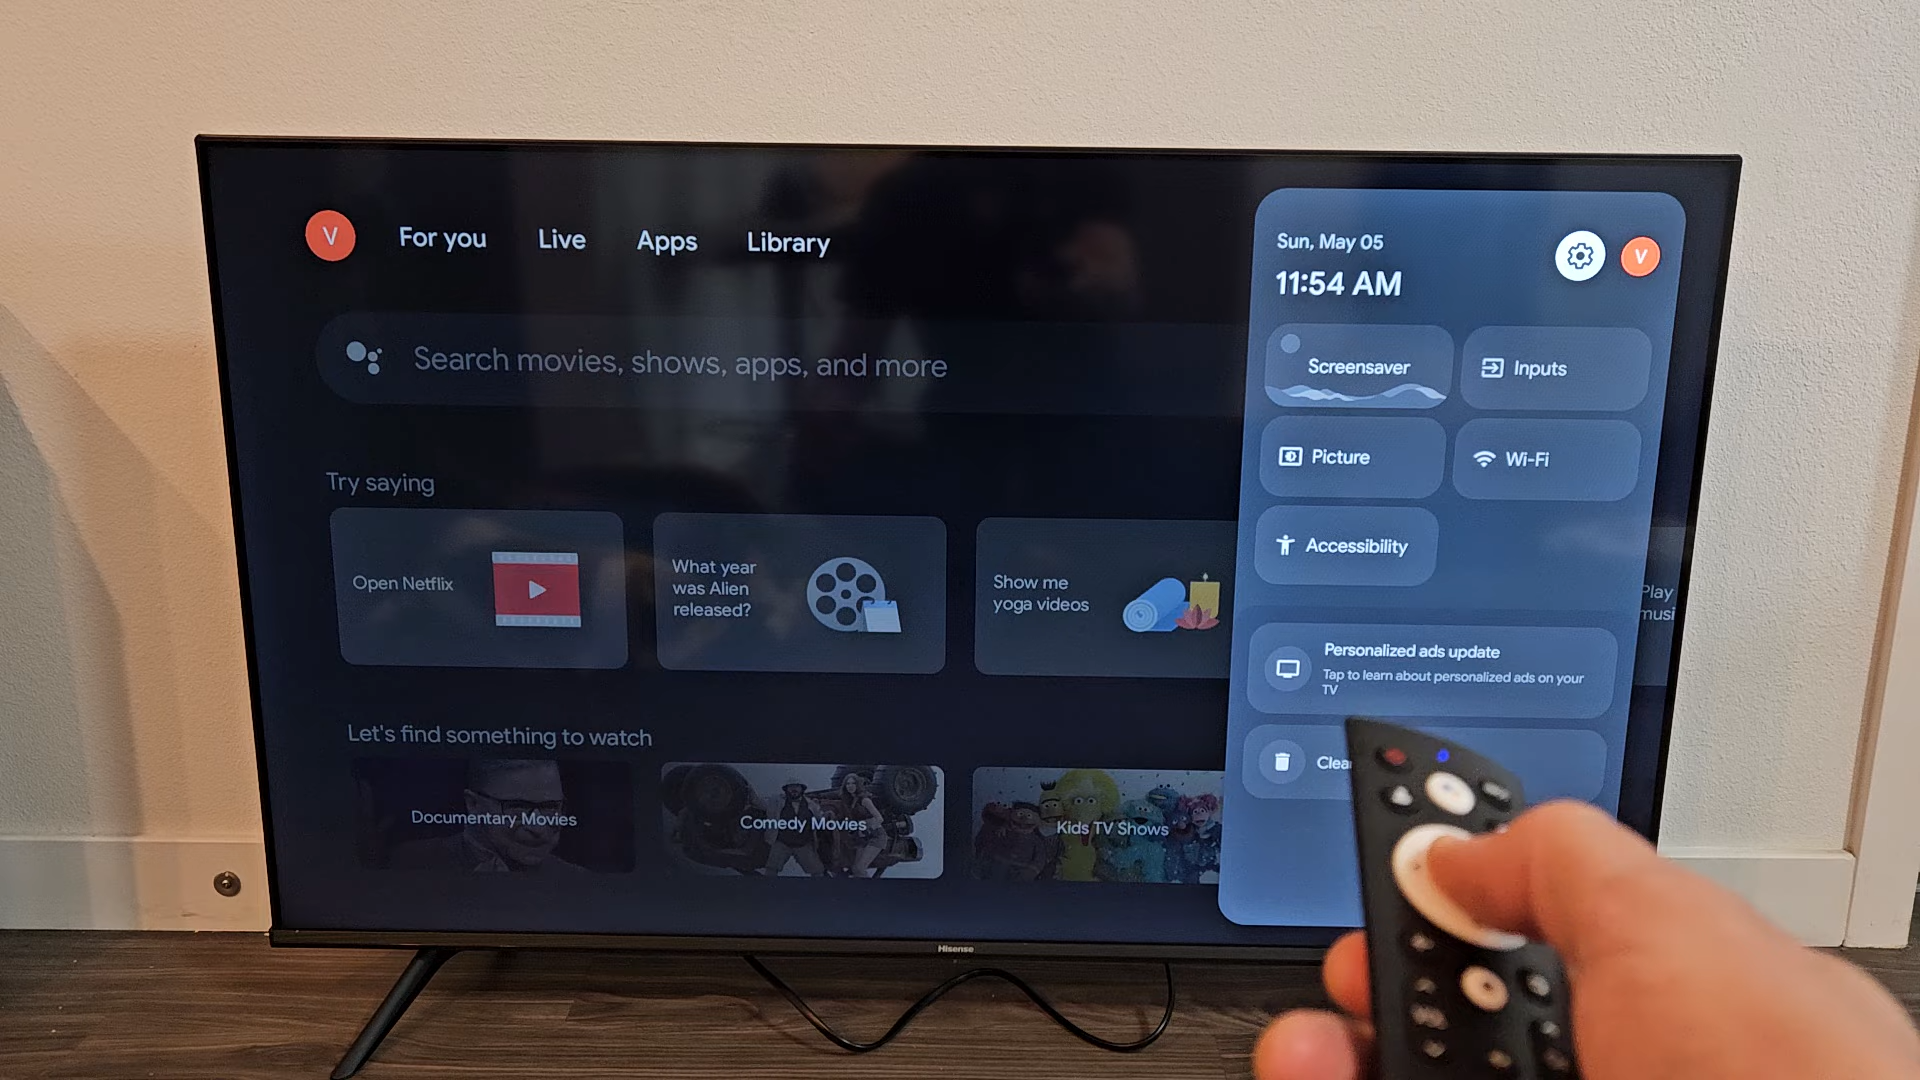 V
For you
Live
Apps
Library
Search movies, shows, apps, and more
Try saying
Open Netflix
What year
was Alien
released?
Show me
yoga videos
Play
musi
Let's find something to watch
Documentary Movies
Comedy Movies
Kids TV Shows
Sun, May 05
11:54 AM
V
Screensaver
Inputs
Picture
Wi-Fi
Accessibility
Personalized ads update
Tap to learn about personalized ads on your
TV
Clea
Hisense